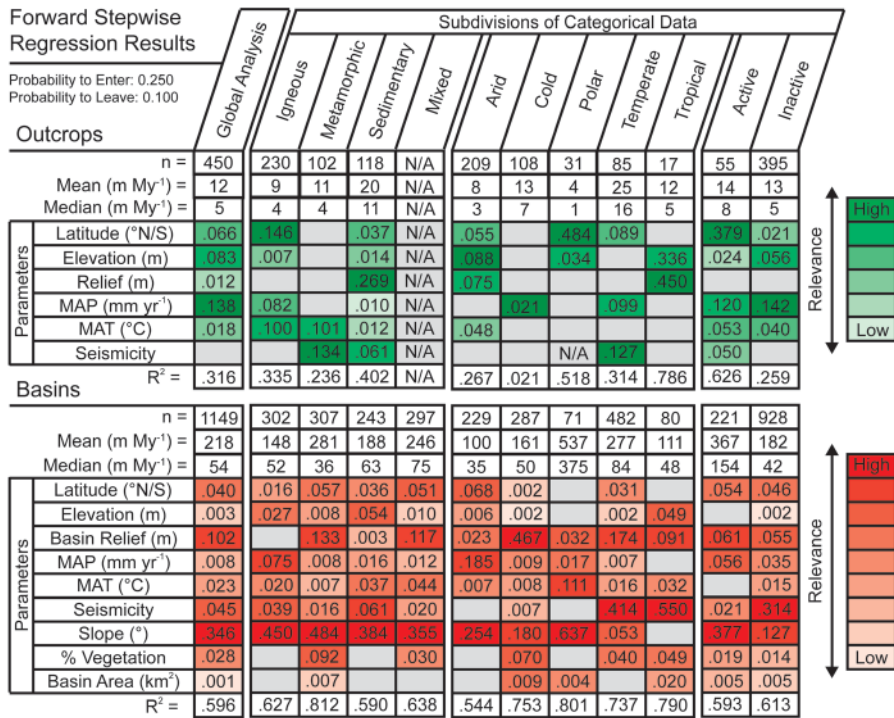 Forward Stepwise
Regression Results
Probability to Enter: 0.250
Probability to Leave: 0.100
Subdivisions of Categorical Data
Global Analysis Igneous Metamorphic Sedimentary Mixed Arid Cold Polar Temperate Tropical Active Inactive
Outcrops
n = 450 230 102 118 N/A 209 108 31 85 17 55 395
Mean (m My⁻¹) = 12 9 11 20 N/A 8 13 4 25 12 14 13
Median (m My⁻¹) = 5 4 4 11 N/A 3 7 1 16 5 8 5
Parameters
Latitude (°N/S) .066 .146 .037 N/A .055 .484 .089 .379 .021
Elevation (m) .083 .007 .014 N/A .088 .034 .336 .024 .056
Relief (m) .012 .269 N/A .075 .450
MAP (mm yr⁻¹) .138 .082 .010 N/A .021 .099 .120 .142
MAT (°C) .018 .100 .101 .012 N/A .048 .053 .040
Seismicity .134 .061 N/A N/A .127 .050
R² = .316 .335 .236 .402 N/A .267 .021 .518 .314 .786 .626 .259
Relevance
High
Low
Basins
n = 1149 302 307 243 297 229 287 71 482 80 221 928
Mean (m My⁻¹) = 218 148 281 188 246 100 161 537 277 111 367 182
Median (m My⁻¹) = 54 52 36 63 75 35 50 375 84 48 154 42
Parameters
Latitude (°N/S) .040 .016 .057 .036 .051 .068 .002 .031 .054 .046
Elevation (m) .003 .027 .008 .054 .010 .006 .002 .002 .049 .002
Basin Relief (m) .102 .133 .003 .117 .023 .467 .032 .174 .091 .061 .055
MAP (mm yr⁻¹) .008 .075 .008 .016 .012 .185 .009 .017 .007 .056 .035
MAT (°C) .023 .020 .007 .037 .044 .007 .008 .111 .016 .032 .015
Seismicity .045 .039 .016 .061 .020 .007 .414 .550 .021 .314
Slope (°) .346 .450 .484 .384 .355 .254 .180 .637 .053 .377 .127
% Vegetation .028 .092 .030 .070 .040 .049 .019 .014
Basin Area (km²) .001 .007 .009 .004 .020 .005 .005
R² = .596 .627 .812 .590 .638 .544 .753 .801 .737 .790 .593 .613
Relevance
High
Low